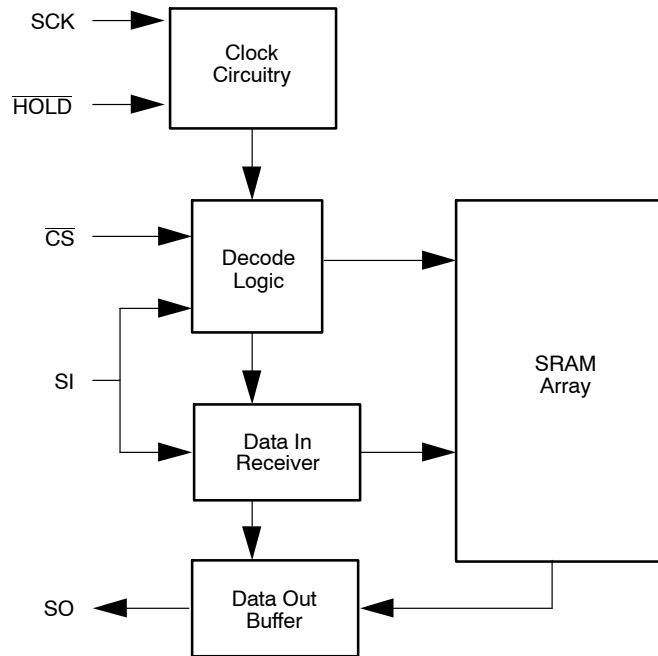 SCK
Clock
Circuitry
HOLD
CS
Decode
Logic
SI
SRAM
Array
Data In
Receiver
SO
Data Out
Buffer